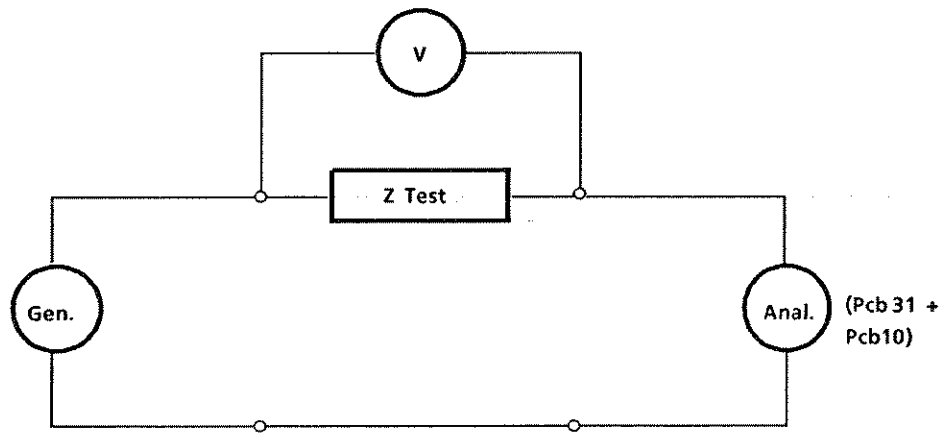 V
Z Test
Gen.
Anal.
(Pcb 31 +
Pcb10)